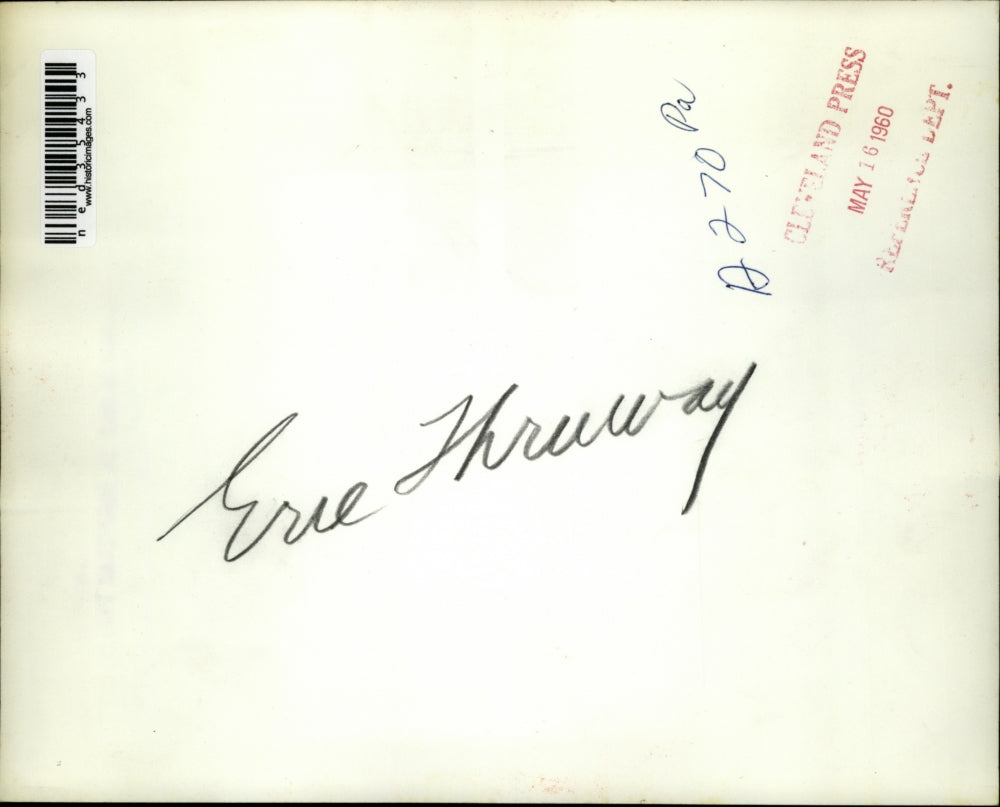 ned35433
www.historicimages.com
D 270 Pa
CLEVELAND PRESS
MAY 16 1960
REFERENCE DEPT.
Erie Thruway